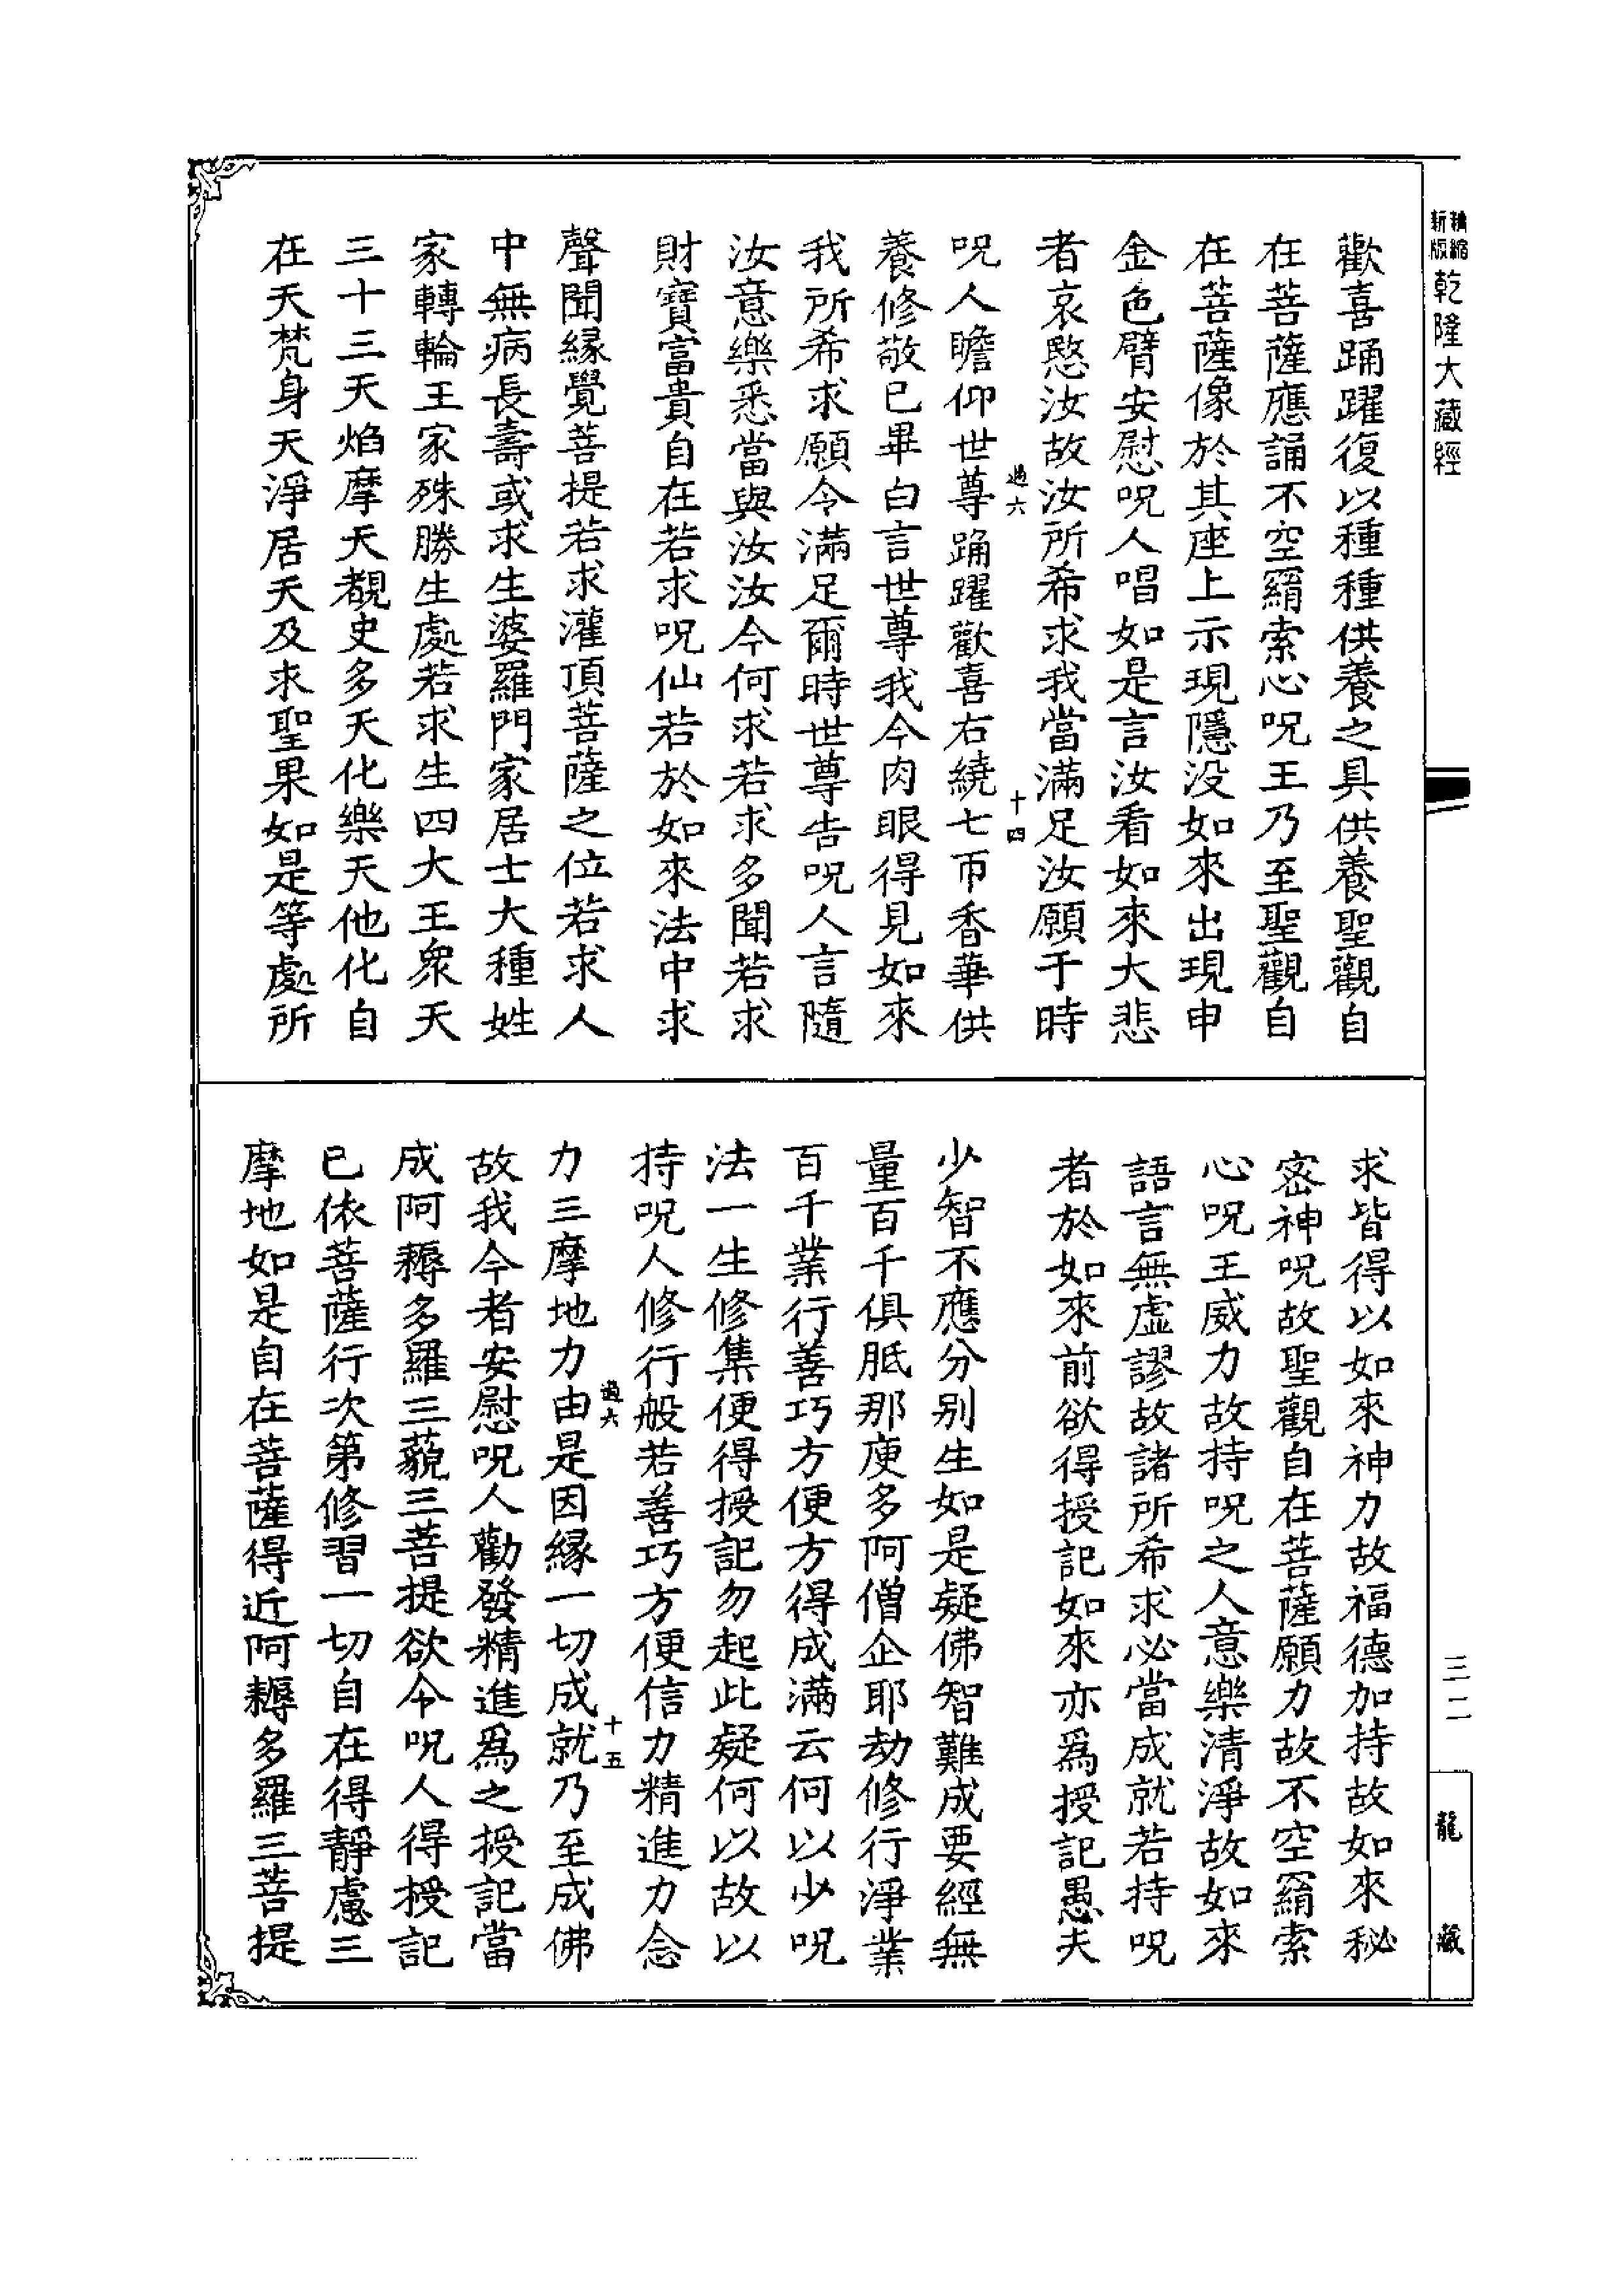 精縮新版乾隆大藏經
歡喜踊躍復以種種供養之具供養聖觀自
在菩薩應誦不空羂索心呪王乃至聖觀自
在菩薩像於其座上示現隱没如來出現申
金色臂安慰呪人唱如是言汝看如來大悲
者哀愍汝故汝所希求我當滿足汝願于時
過六 十四
呪人瞻仰世尊踊躍歡喜右繞七帀香華供
養修敬已畢白言世尊我今肉眼得見如來
我所希求願令滿足爾時世尊告呪人言隨
汝意樂悉當與汝汝今何求若求多聞若求
財寶富貴自在若求呪仙若於如來法中求
聲聞縁覺菩提若求灌頂菩薩之位若求人
中無病長壽或求生婆羅門家居士大種姓
家轉輪王家殊勝生處若求生四大王衆天
三十三天焰摩天覩史多天化樂天他化自
在天梵身天淨居天及求聖果如是等處所
求皆得以如來神力故福德加持故如來秘
密神呪故聖觀自在菩薩願力故不空羂索
心呪王威力故持呪之人意樂清淨故如來
語言無虛謬故諸所希求必當成就若持呪
者於如來前欲得授記如來亦爲授記愚夫
少智不應分别生如是疑佛智難成要經無
量百千俱胝那庾多阿僧企耶劫修行淨業
百千業行善巧方便方得成滿云何以少呪
法一生修集便得授記勿起此疑何以故以
持呪人修行般若善巧方便信力精進力念
過六 十五
力三摩地力由是因縁一切成就乃至成佛
故我今者安慰呪人勸發精進爲之授記當
成阿耨多羅三藐三菩提欲令呪人得授記
已依菩薩行次第修習一切自在得靜慮三
摩地如是自在菩薩得近阿耨多羅三菩提
三二
龍藏